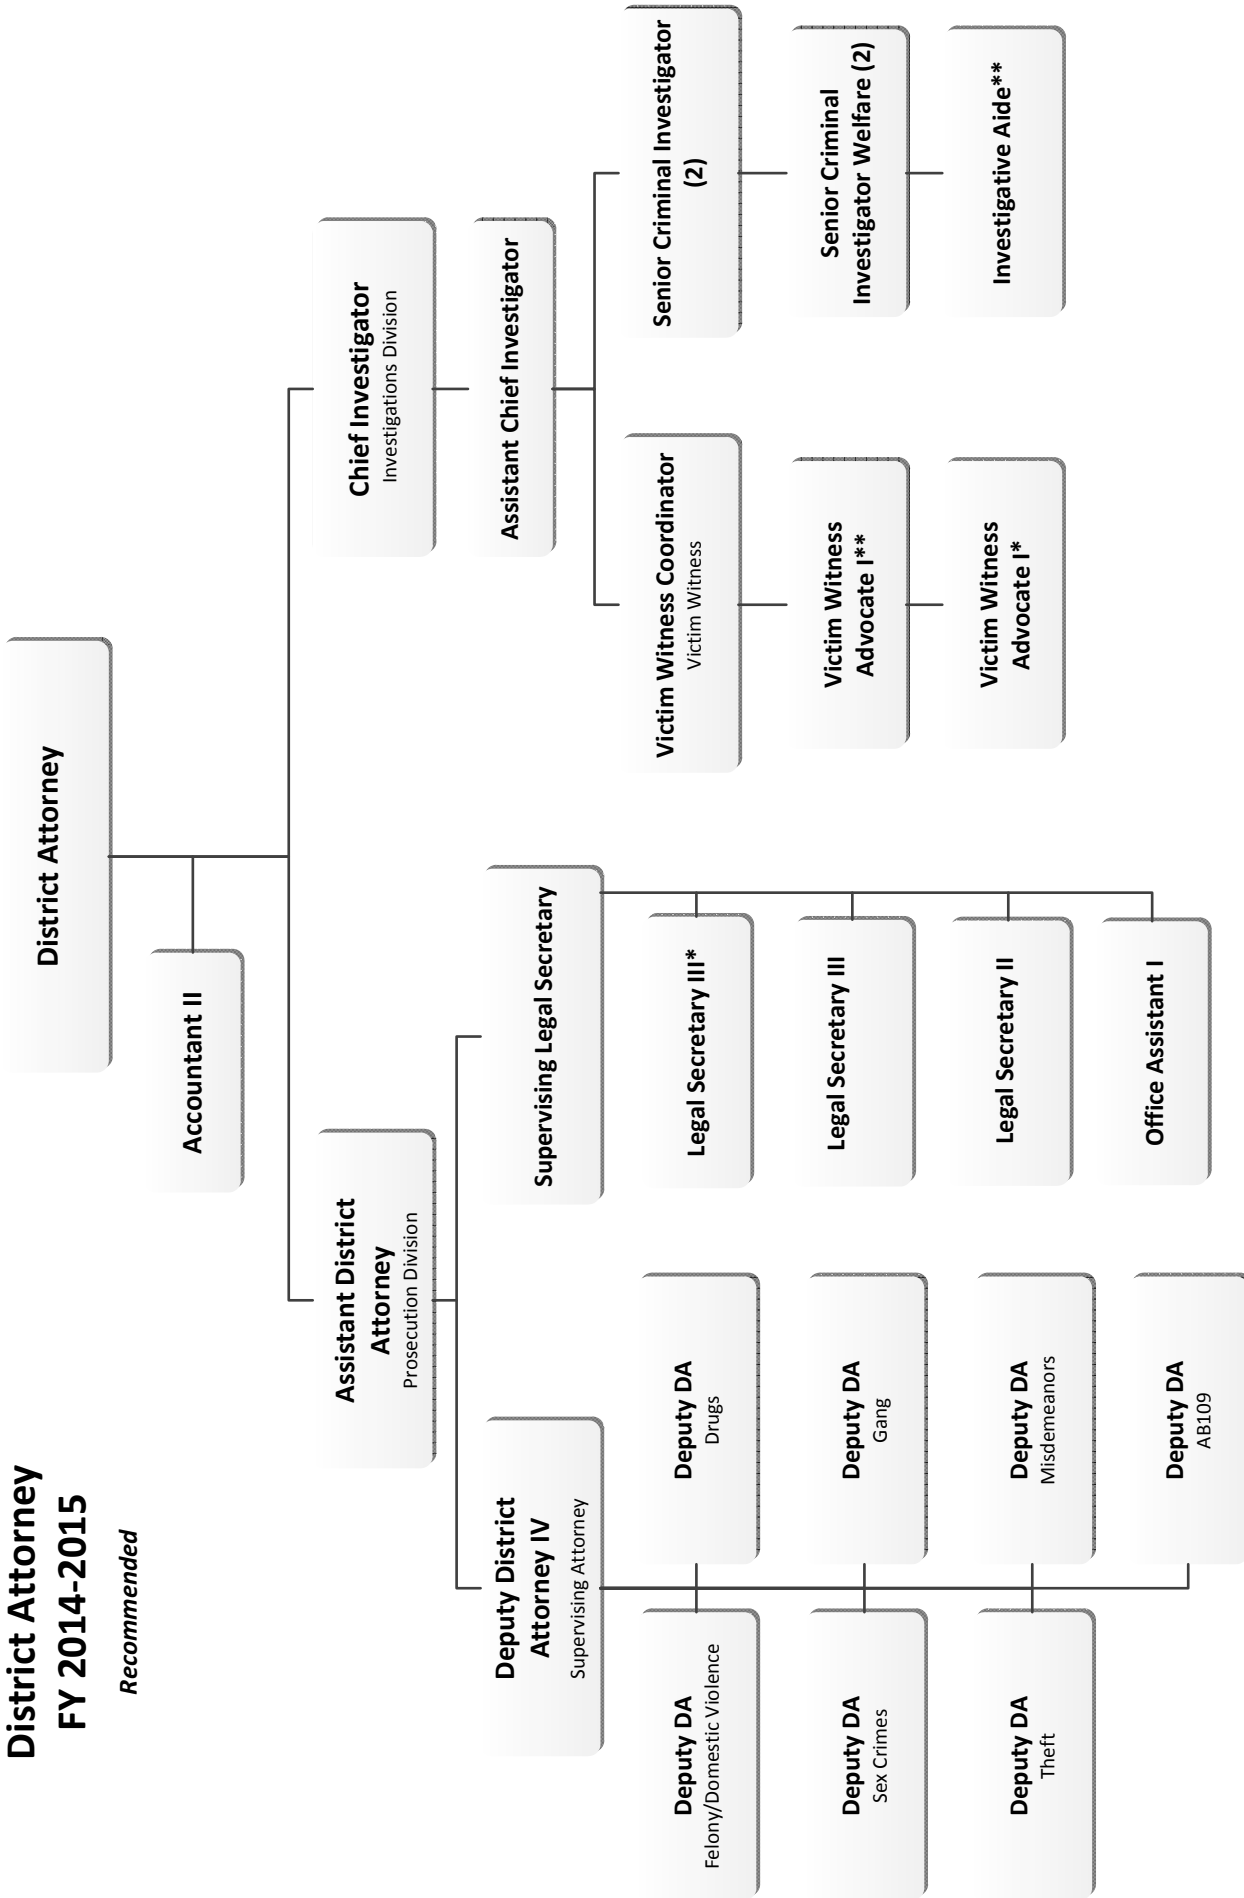 District Attorney
FY 2014-2015
Recommended
District Attorney
Accountant II
Assistant District
Attorney
Prosecution Division
Chief Investigator
Investigations Division
Assistant Chief Investigator
Deputy District
Attorney IV
Supervising Attorney
Supervising Legal Secretary
Victim Witness Coordinator
Victim Witness
Senior Criminal Investigator
(2)
Deputy DA
Felony/Domestic Violence
Deputy DA
Drugs
Legal Secretary III*
Victim Witness
Advocate I**
Senior Criminal
Investigator Welfare (2)
Deputy DA
Sex Crimes
Deputy DA
Gang
Legal Secretary III
Victim Witness
Advocate I*
Investigative Aide**
Deputy DA
Theft
Deputy DA
Misdemeanors
Legal Secretary II
Deputy DA
AB109
Office Assistant I